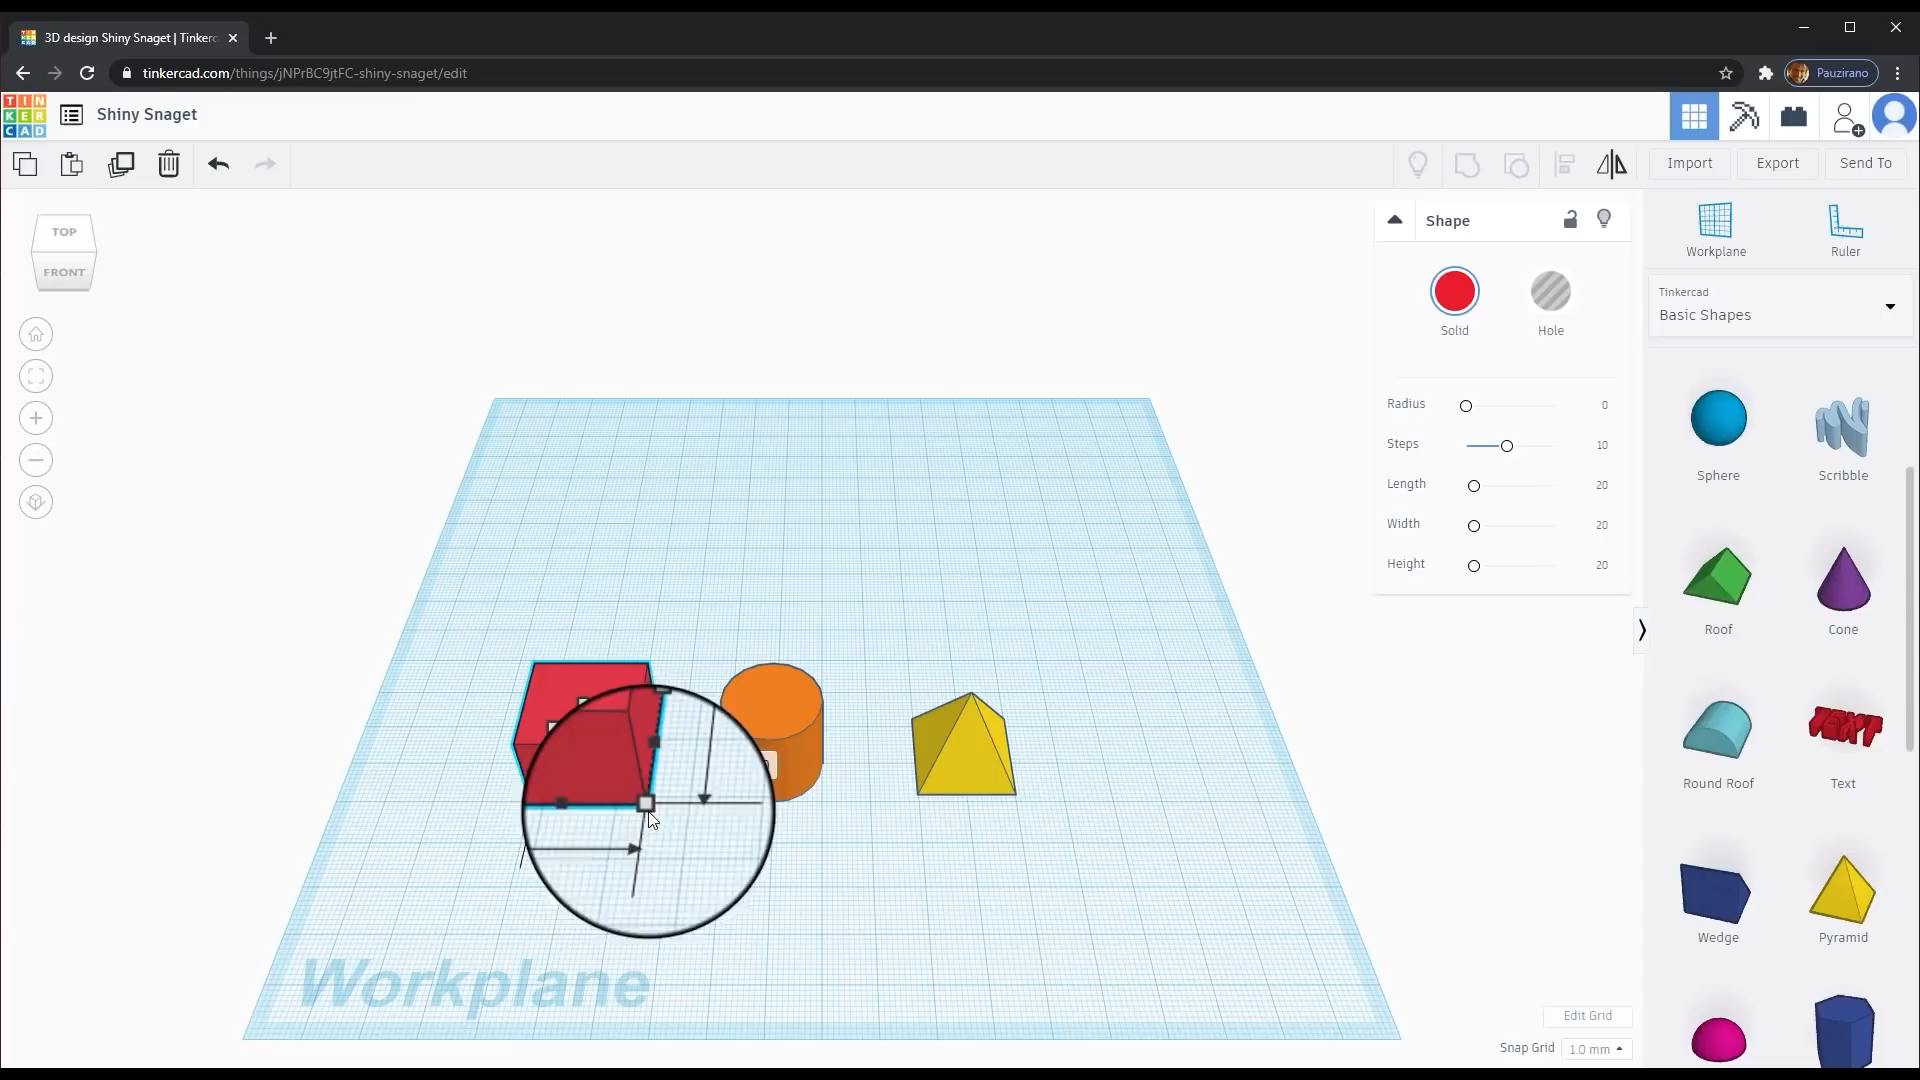 3D design Shiny Snaget | Tinkerc
tinkercad.com/things/jNPrBC9jtFC-shiny-snaget/edit
Pauzirano
TIN
KER
CAD
Shiny Snaget
Import
Export
Send To
TOP
FRONT
Shape
Solid
Hole
Radius
0
Steps
10
Length
20
Width
20
Height
20
Workplane
Ruler
Tinkercad
Basic Shapes
Sphere
Scribble
Roof
Cone
Round Roof
TEXT
Text
Wedge
Pyramid
Workplane
Edit Grid
Snap Grid
1.0 mm